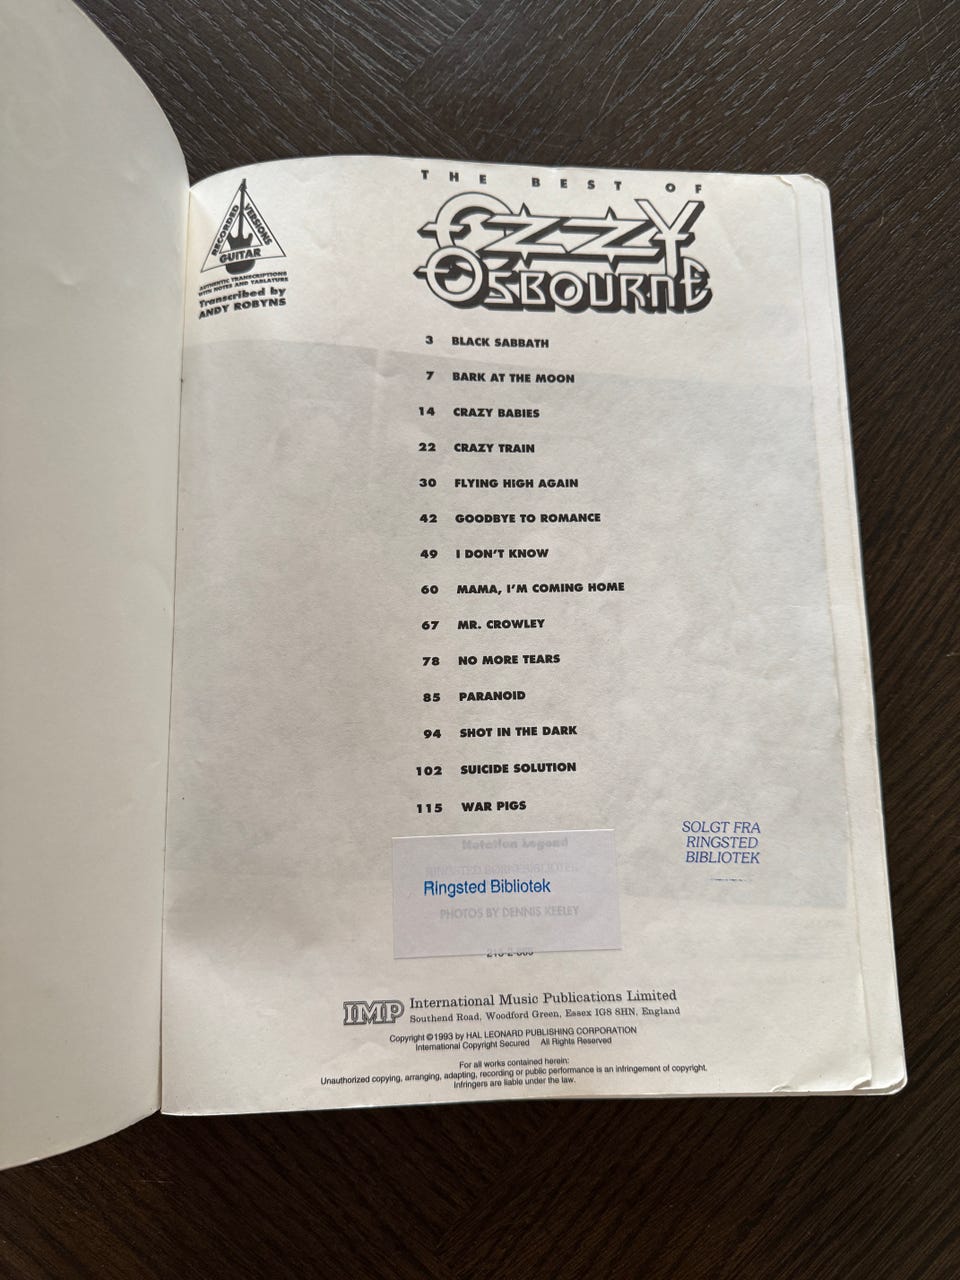 THE BEST OF
OZZY
OSBOURNE
RECORDED
VERSIONS
GUITAR
AUTHENTIC TRANSCRIPTIONS
WITH NOTES AND TABLATURE
Transcribed by
ANDY ROBYNS
3 BLACK SABBATH
7 BARK AT THE MOON
14 CRAZY BABIES
22 CRAZY TRAIN
30 FLYING HIGH AGAIN
42 GOODBYE TO ROMANCE
49 I DON'T KNOW
60 MAMA, I'M COMING HOME
67 MR. CROWLEY
78 NO MORE TEARS
85 PARANOID
94 SHOT IN THE DARK
102 SUICIDE SOLUTION
115 WAR PIGS
Notation Legend
SOLGT FRA
RINGSTED
BIBLIOTEK
RINGSTED
Ringsted Bibliotek
PHOTOS BY DENNIS KEELEY
IMP International Music Publications Limited
Southend Road, Woodford Green, Essex IG8 8HN, England
Copyright ©1993 by HAL LEONARD PUBLISHING CORPORATION
International Copyright Secured All Rights Reserved
For all works contained herein:
Unauthorized copying, arranging, adapting, recording or public performance is an infringement of copyright.
Infringers are liable under the law.